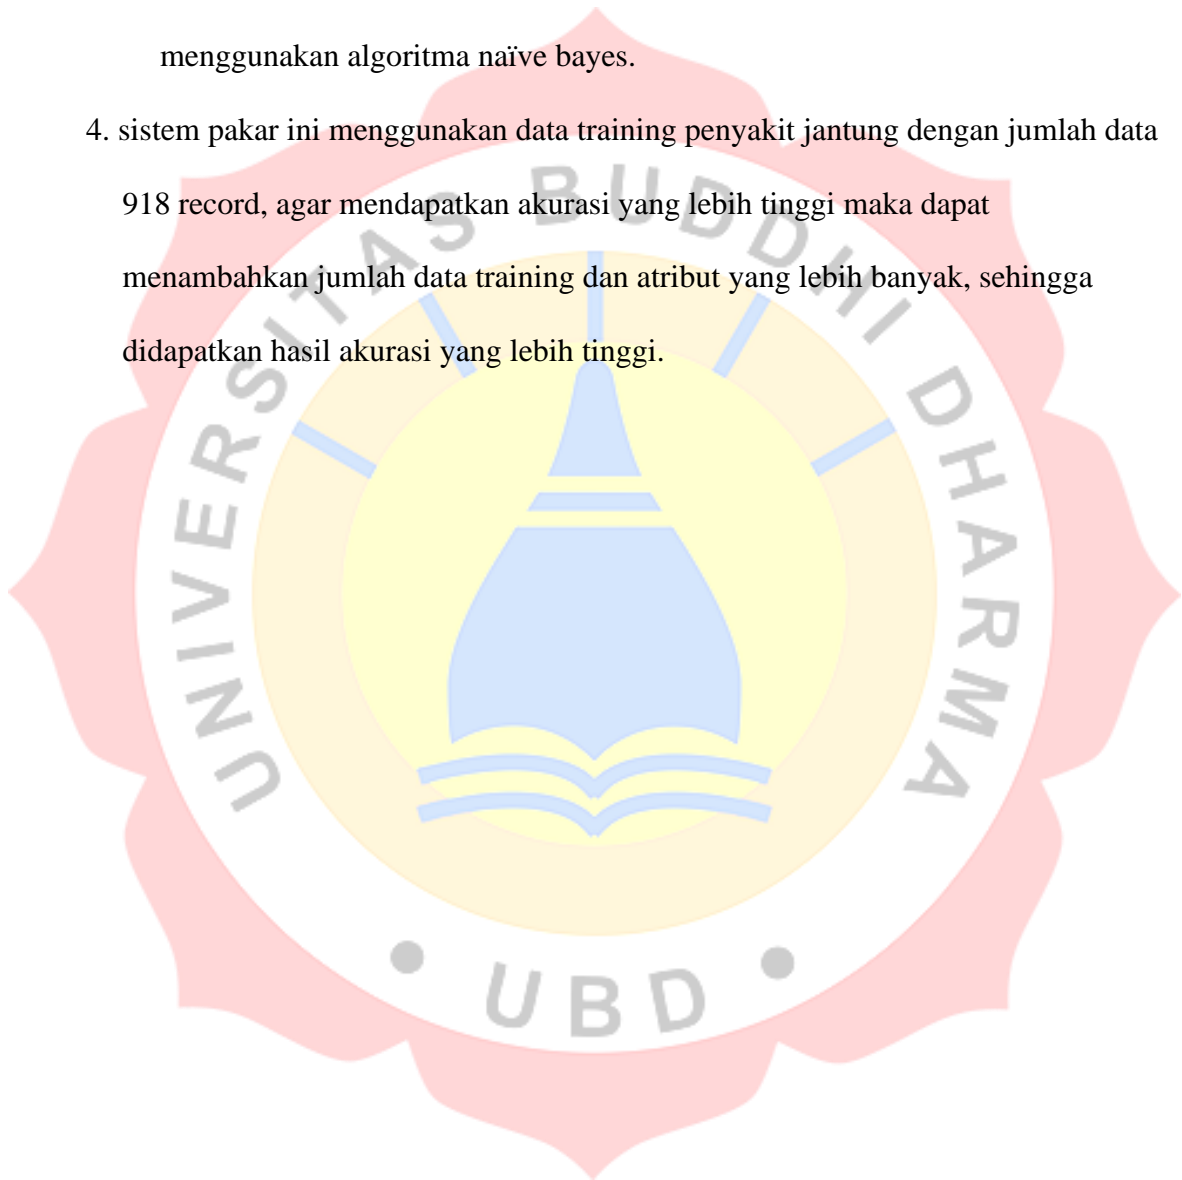 menggunakan algoritma naïve bayes.
4. sistem pakar ini menggunakan data training penyakit jantung dengan jumlah data
918 record, agar mendapatkan akurasi yang lebih tinggi maka dapat
menambahkan jumlah data training dan atribut yang lebih banyak, sehingga
didapatkan hasil akurasi yang lebih tinggi.
UNIVERSITAS BUDDHI DHARMA
• UBD •